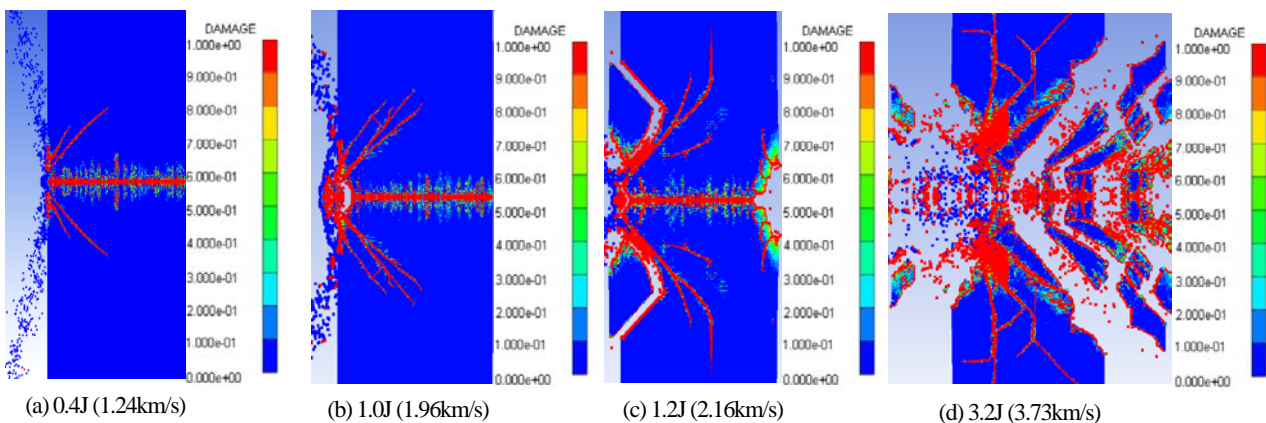 DAMAGE
1.000e+00
9.000e-01
8.000e-01
7.000e-01
6.000e-01
5.000e-01
4.000e-01
3.000e-01
2.000e-01
1.000e-01
0.000e+00
(a) 0.4J (1.24km/s)
DAMAGE
1.000e+00
9.000e-01
8.000e-01
7.000e-01
6.000e-01
5.000e-01
4.000e-01
3.000e-01
2.000e-01
1.000e-01
0.000e+00
(b) 1.0J (1.96km/s)
DAMAGE
1.000e+00
9.000e-01
8.000e-01
7.000e-01
6.000e-01
5.000e-01
4.000e-01
3.000e-01
2.000e-01
1.000e-01
0.000e+00
(c) 1.2J (2.16km/s)
DAMAGE
1.000e+00
9.000e-01
8.000e-01
7.000e-01
6.000e-01
5.000e-01
4.000e-01
3.000e-01
2.000e-01
1.000e-01
0.000e+00
(d) 3.2J (3.73km/s)